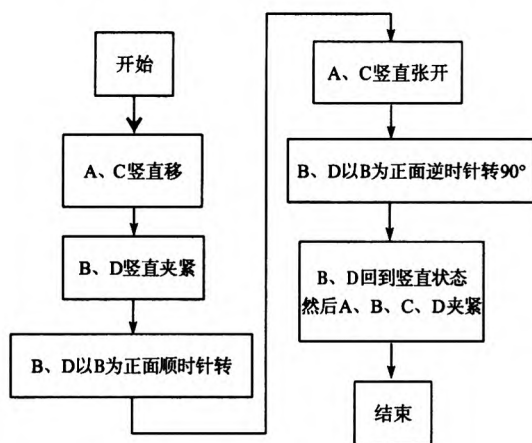 开始
A、C竖直移
B、D竖直夹紧
B、D以B为正面顺时针转
A、C竖直张开
B、D以B为正面逆时针转90°
B、D回到竖直状态
然后A、B、C、D夹紧
结束